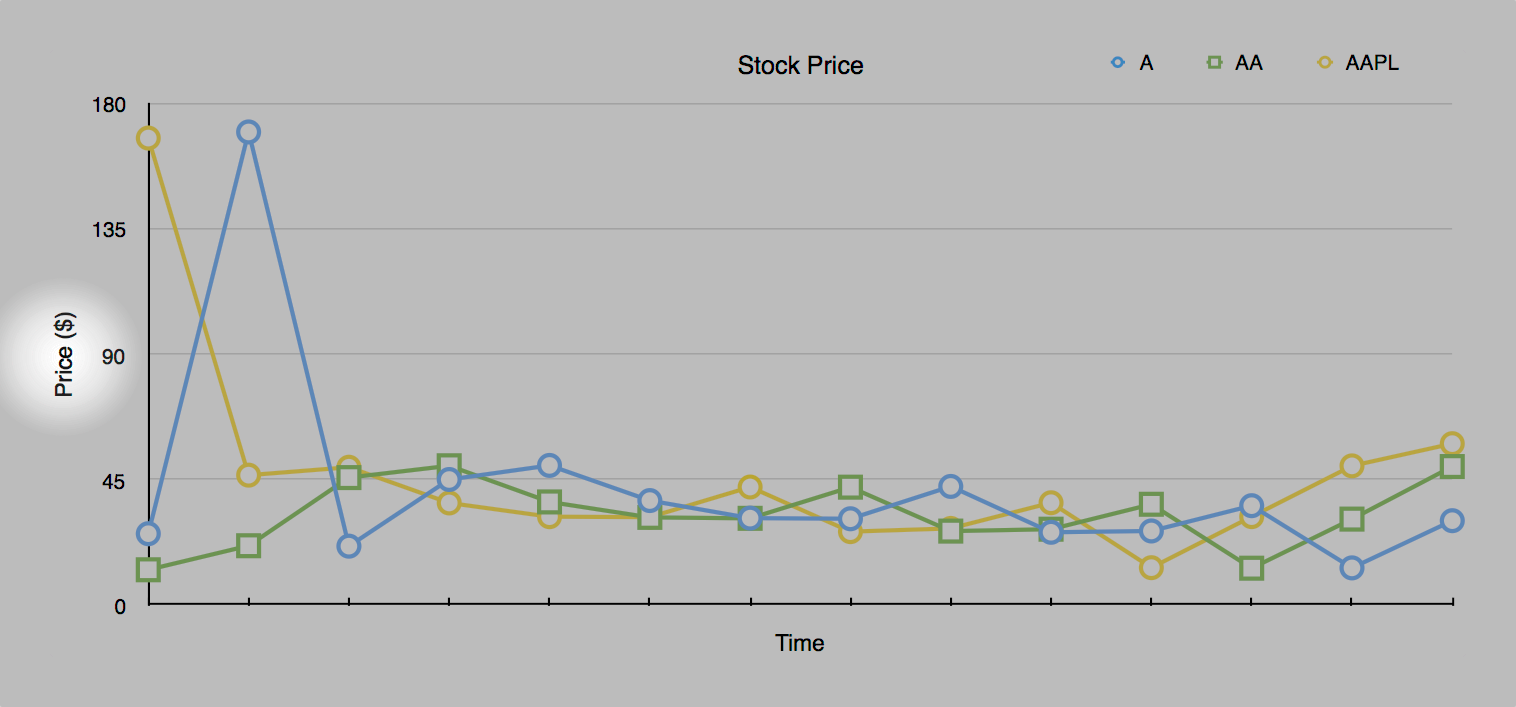 Stock Price
A AA AAPL
180
135
90
45
0
Price ($)
Time